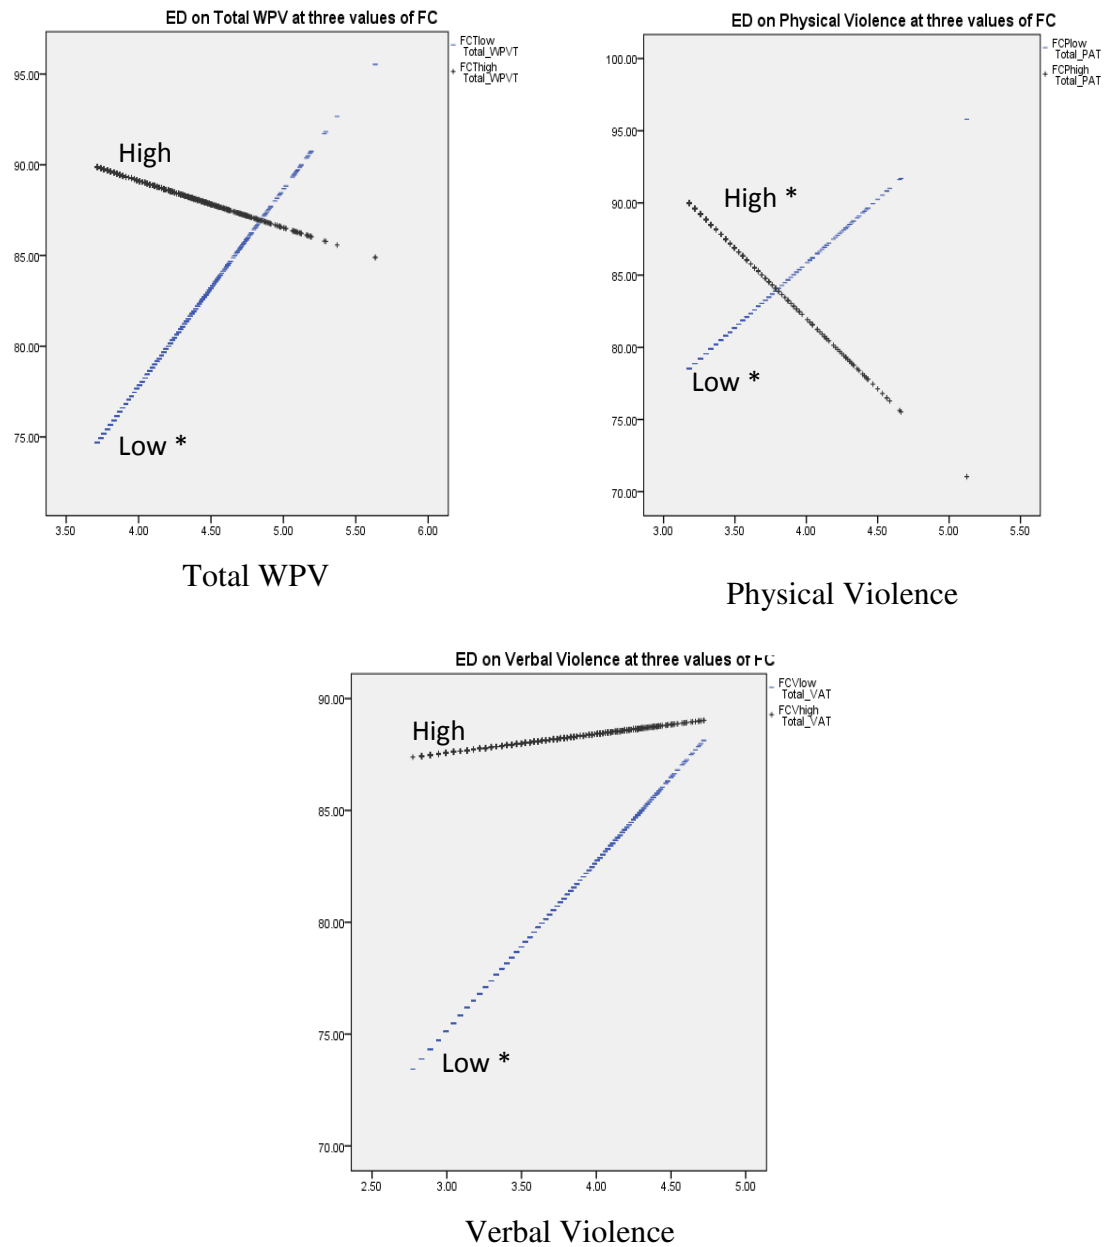 ED on Total WPV at three values of FC
FCTlow
Total_WPVT
FCThigh
Total_WPVT
95.00
90.00
85.00
80.00
75.00
High
Low *
3.50 4.00 4.50 5.00 5.50 6.00
Total WPV
ED on Physical Violence at three values of FC
FCPlow
Total_PAT
FCPhigh
Total_PAT
100.00
95.00
90.00
85.00
80.00
75.00
70.00
High *
Low *
3.00 3.50 4.00 4.50 5.00 5.50
Physical Violence
ED on Verbal Violence at three values of FC
FCVlow
Total_VAT
FCVhigh
Total_VAT
90.00
85.00
80.00
75.00
70.00
High
Low *
2.50 3.00 3.50 4.00 4.50 5.00
Verbal Violence